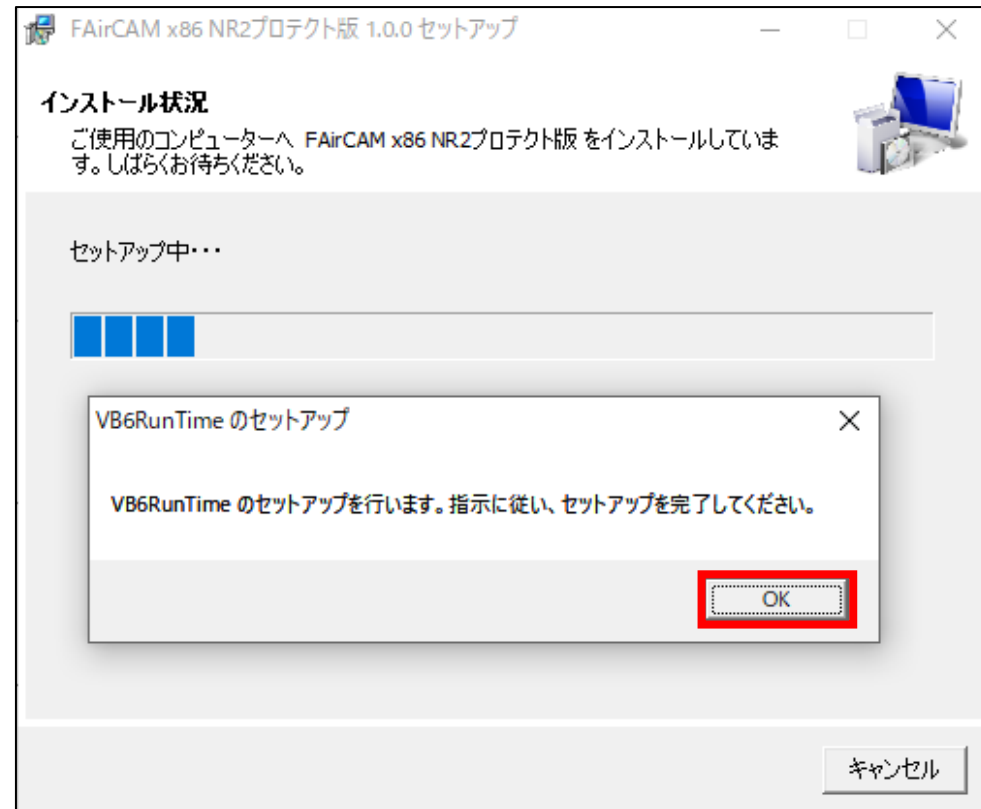 FAirCAM x86 NR2プロテクト版 1.0.0 セットアップ
インストール状況
ご使用のコンピューターへ FAirCAM x86 NR2プロテクト版 をインストールしていま
す。しばらくお待ちください。
セットアップ中・・・
VB6RunTime のセットアップ
VB6RunTime のセットアップを行います。指示に従い、セットアップを完了してください。
OK
キャンセル